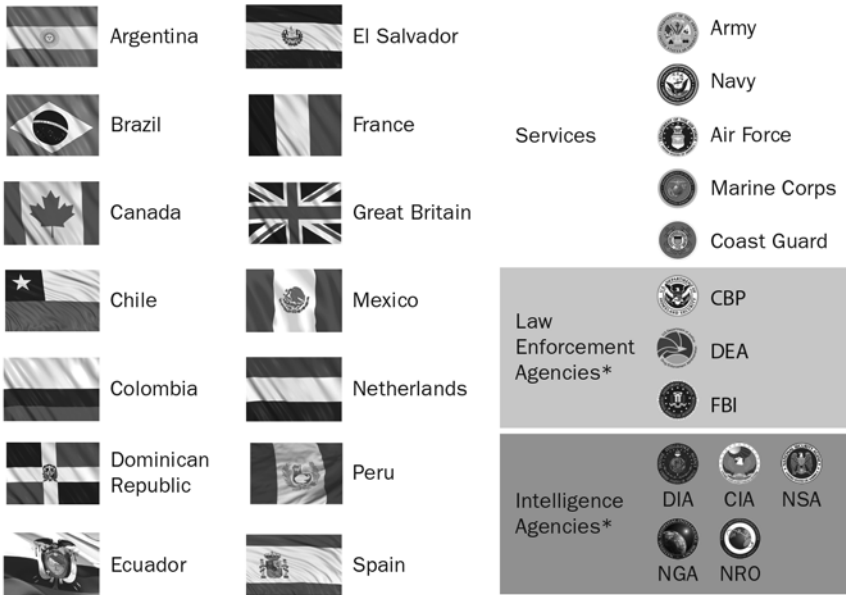 Argentina
Brazil
Canada
Chile
Colombia
Dominican
Republic
Ecuador
El Salvador
France
Great Britain
Mexico
Netherlands
Peru
Spain
Services
Army
Navy
Air Force
Marine Corps
Coast Guard
Law
Enforcement
Agencies*
CBP
DEA
FBI
Intelligence
Agencies*
DIA CIA NSA
NGA NRO